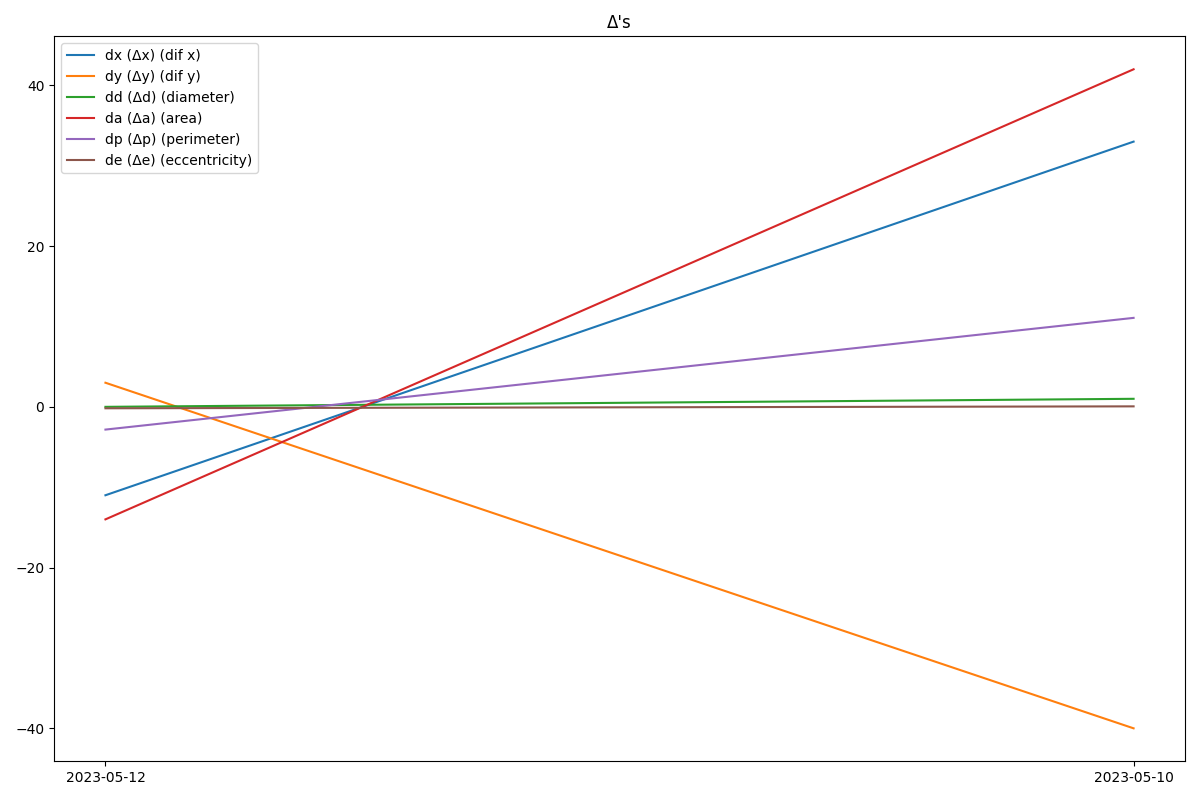 Δ's
dx (Δx) (dif x)
dy (Δy) (dif y)
dd (Δd) (diameter)
da (Δa) (area)
dp (Δp) (perimeter)
de (Δe) (eccentricity)
40
20
0
−20
−40
2023-05-12
2023-05-10